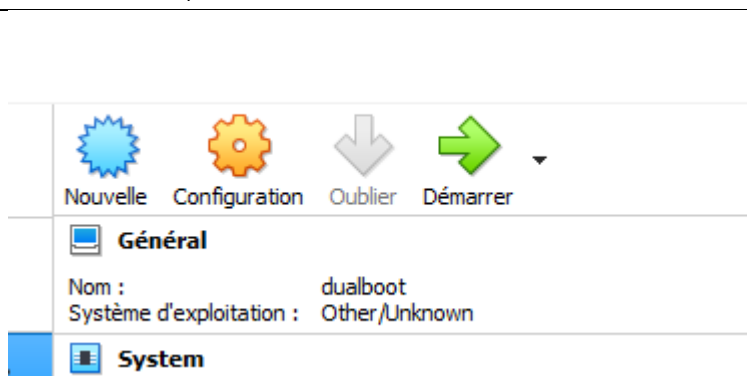 Nouvelle Configuration Oublier Démarrer
Général
Nom : dualboot
Système d'exploitation : Other/Unknown
System